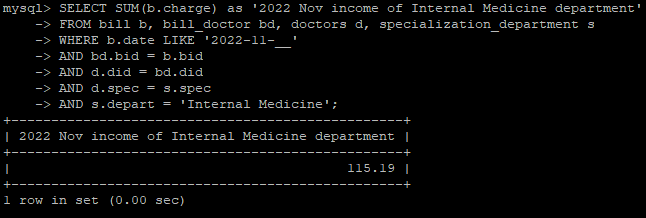 mysql> SELECT SUM(b.charge) as '2022 Nov income of Internal Medicine department'
-> FROM bill b, bill_doctor bd, doctors d, specialization_department s
-> WHERE b.date LIKE '2022-11-__'
-> AND bd.bid = b.bid
-> AND d.did = bd.did
-> AND d.spec = s.spec
-> AND s.depart = 'Internal Medicine';
+-------------------------------------------------+
| 2022 Nov income of Internal Medicine department |
+-------------------------------------------------+
| 115.19 |
+-------------------------------------------------+
1 row in set (0.00 sec)